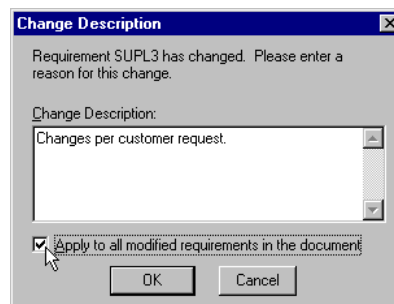 Change Description
Requirement SUPL3 has changed. Please enter a
reason for this change.
Change Description:
Changes per customer request.
Apply to all modified requirements in the document
OK
Cancel